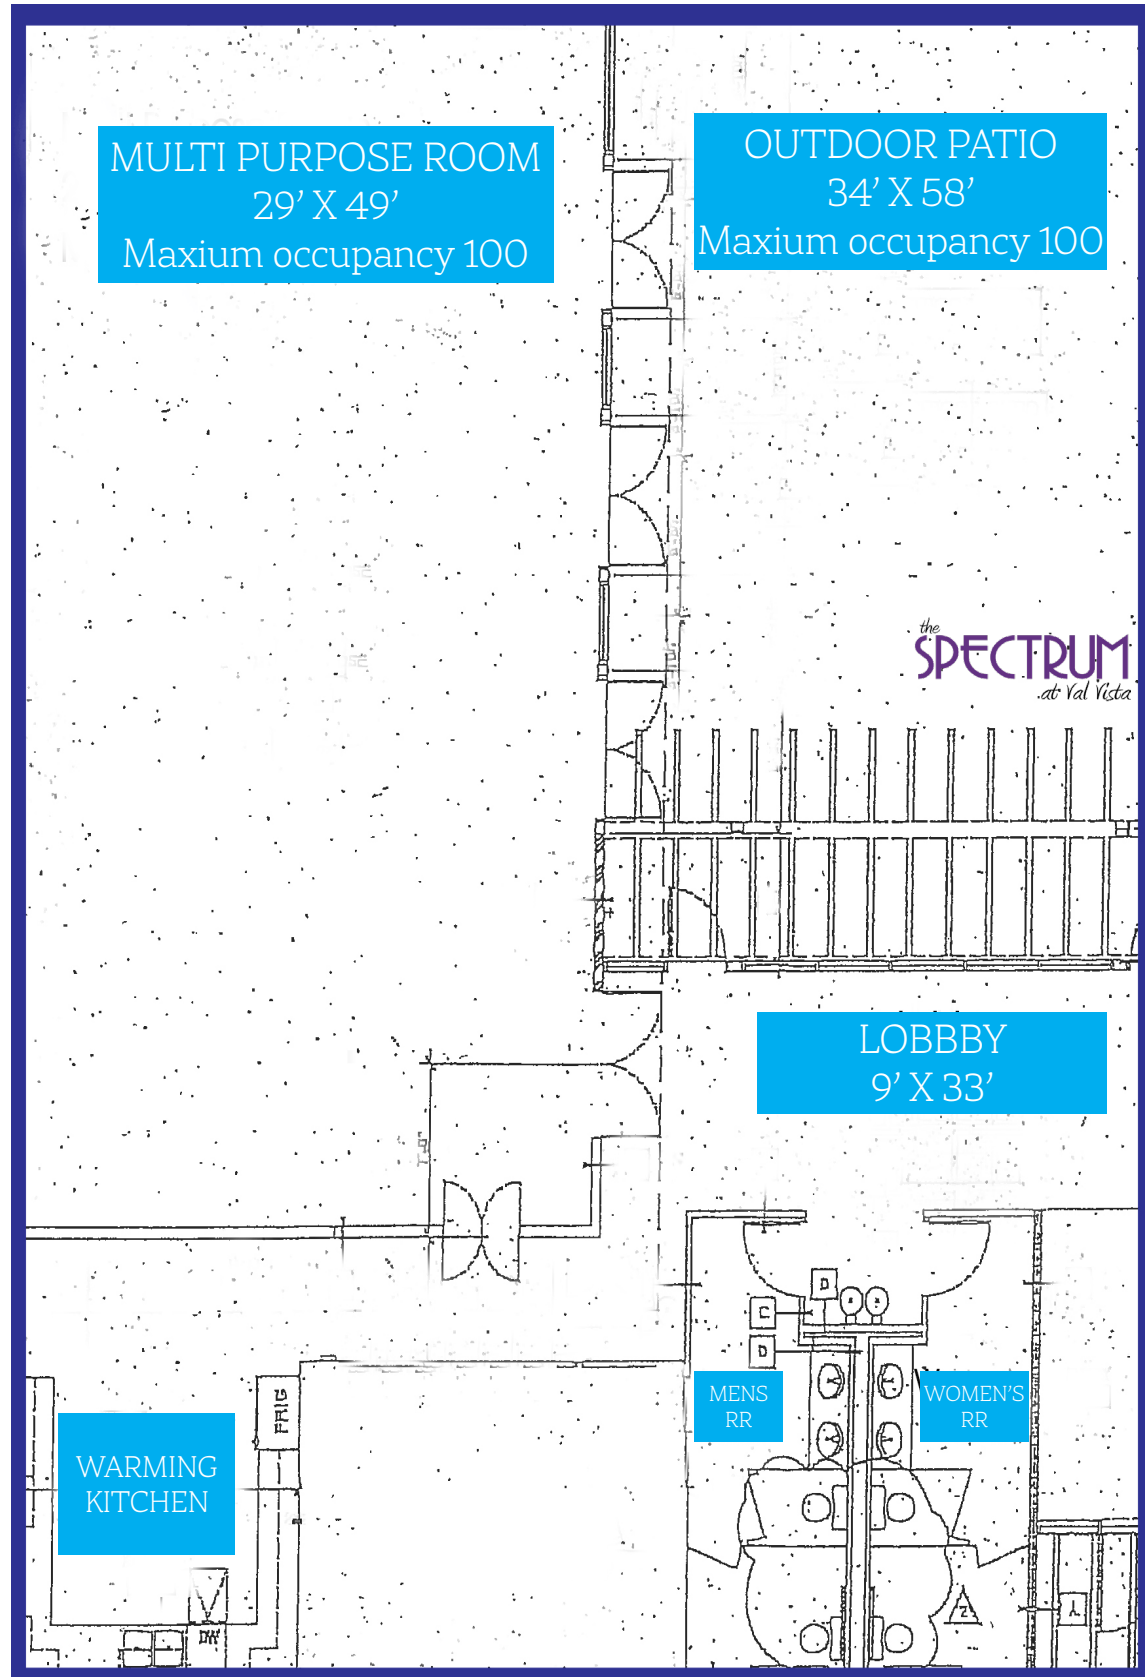 MULTI PURPOSE ROOM
29’ X 49’
Maxium occupancy 100
OUTDOOR PATIO
34’ X 58’
Maxium occupancy 100
the
SPECTRUM
at Val Vista
LOBBBY
9’ X 33’
D
C
D
MENS
RR
WOMEN’S
RR
FRIG
WARMING
KITCHEN
DW